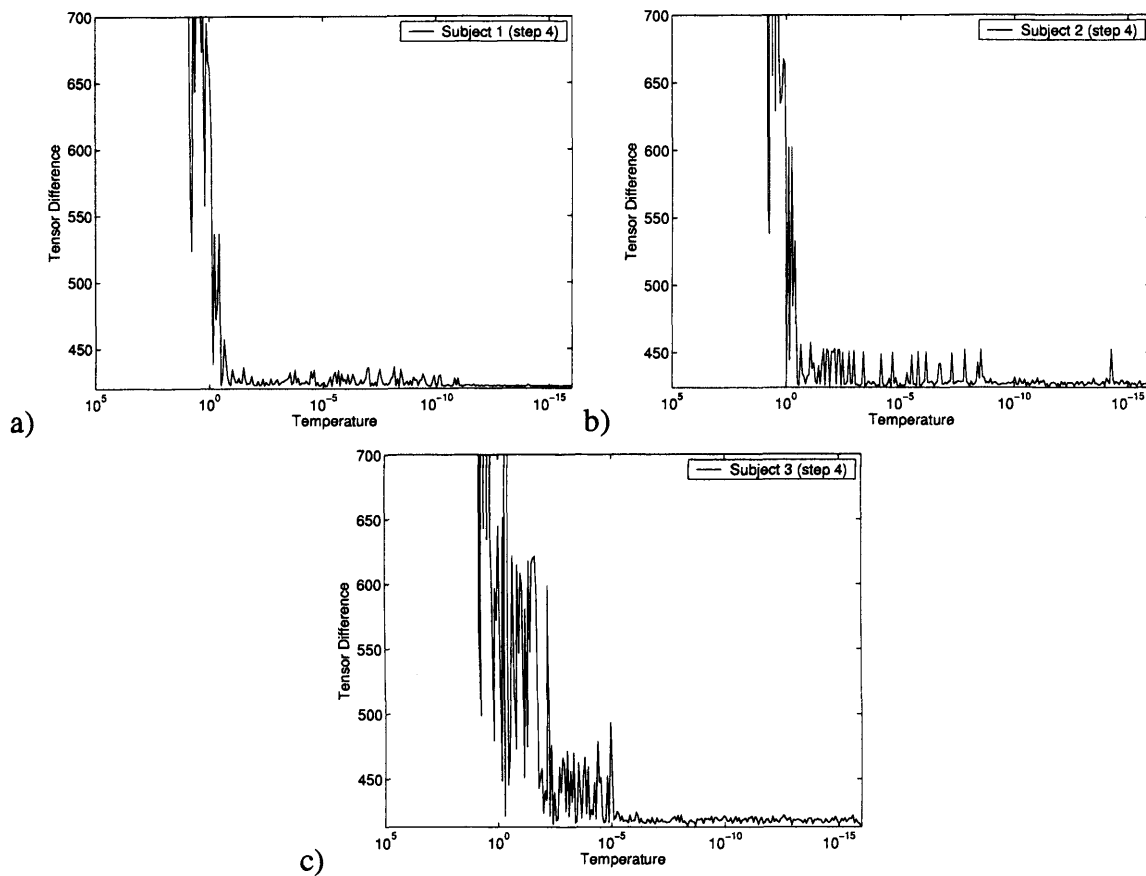 700
650
600
550
500
450
Tensor Difference
Subject 1 (step 4)
10^5
10^0
10^-5
10^-10
10^-15
Temperature
a)
700
650
600
550
500
450
Tensor Difference
Subject 2 (step 4)
10^5
10^0
10^-5
10^-10
10^-15
Temperature
b)
700
650
600
550
500
450
Tensor Difference
Subject 3 (step 4)
10^5
10^0
10^-5
10^-10
10^-15
Temperature
c)